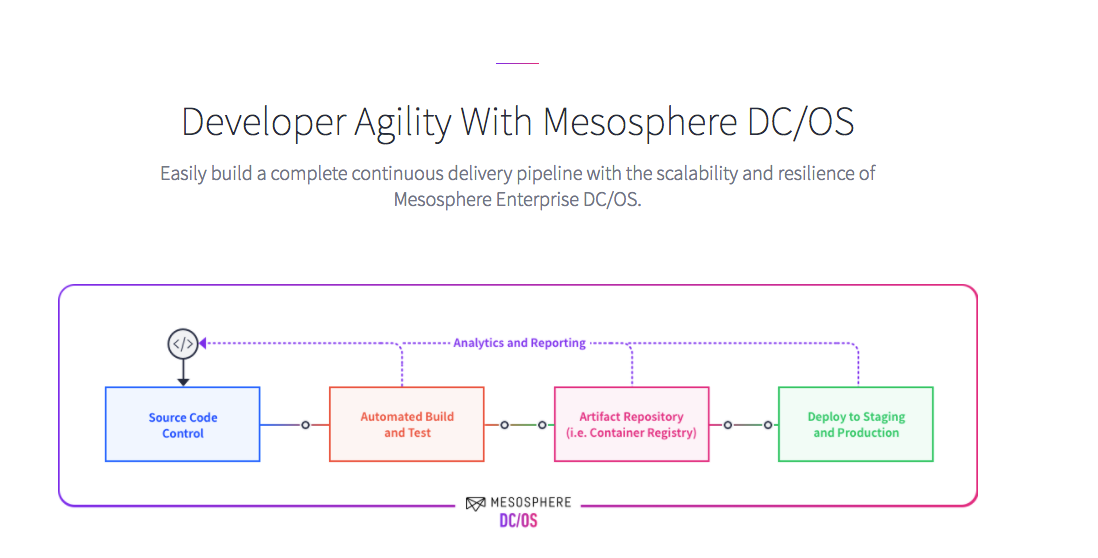 Developer Agility With Mesosphere DC/OS
Easily build a complete continuous delivery pipeline with the scalability and resilience of
Mesosphere Enterprise DC/OS.
</>
Analytics and Reporting
Source Code
Control
Automated Build
and Test
Artifact Repository
(i.e. Container Registry)
Deploy to Staging
and Production
MESOSPHERE
DC/OS